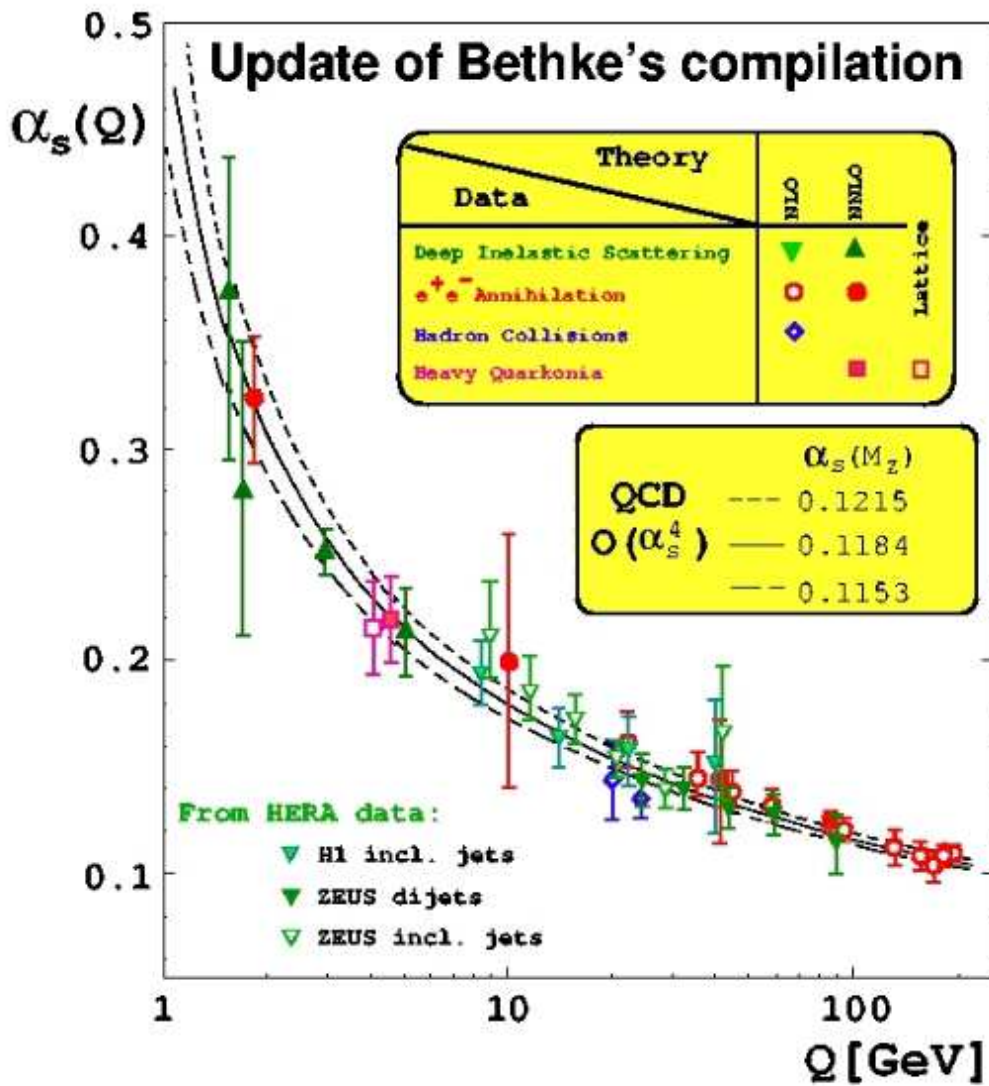 Update of Bethke's compilation
αs(Q)
0.5
0.4
0.3
0.2
0.1
Theory
Data
NLO
NNLO
Lattice
Deep Inelastic Scattering
e+e- Annihilation
Hadron Collisions
Heavy Quarkonia
αs(Mz)
QCD
O(αs^4)
0.1215
0.1184
0.1153
From HERA data:
H1 incl. jets
ZEUS dijets
ZEUS incl. jets
1
10
100
Q[GeV]